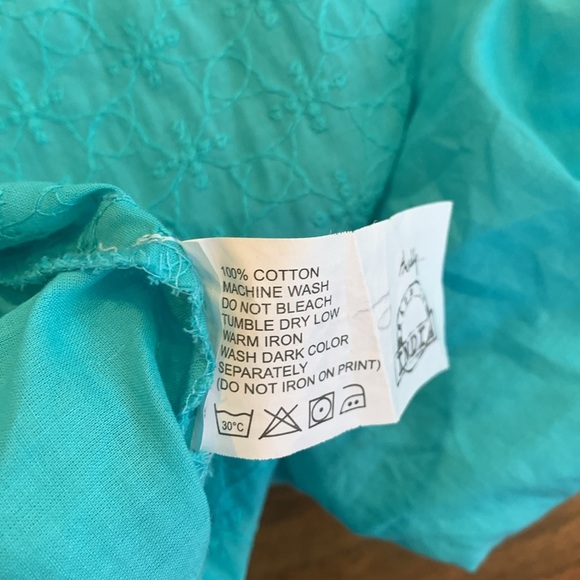 100% COTTON
MACHINE WASH
DO NOT BLEACH
TUMBLE DRY LOW
WARM IRON
WASH DARK COLOR
SEPARATELY
(DO NOT IRON ON PRINT)
30°C
INDIA